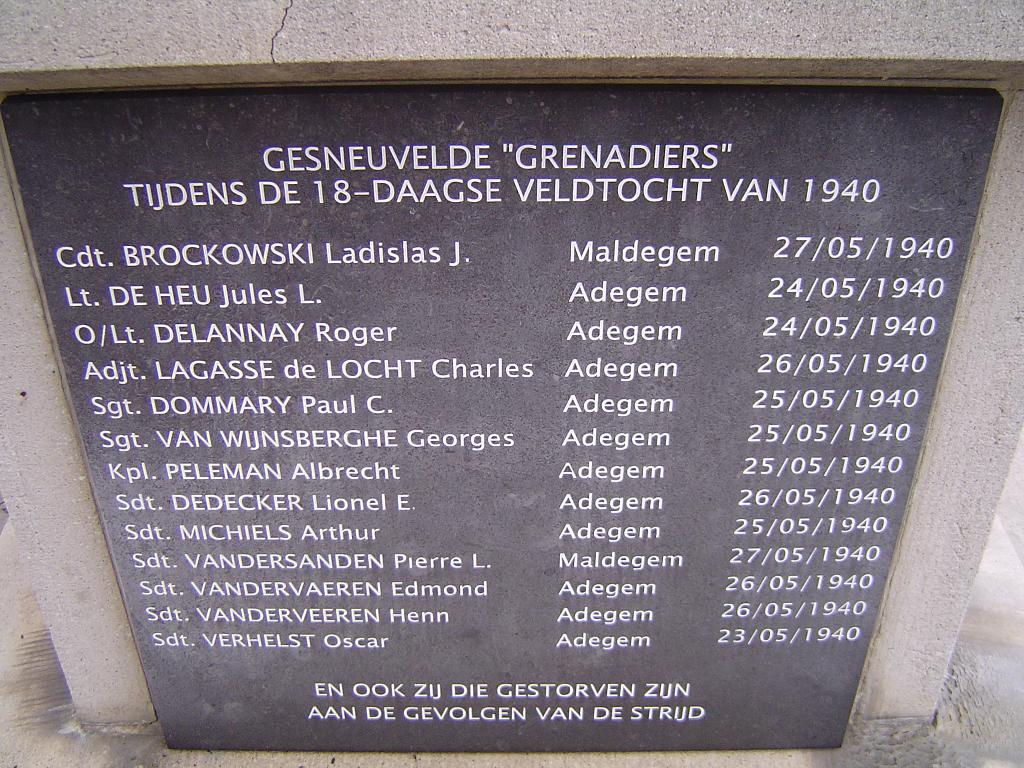 GESNEUVELDE "GRENADIERS"
TIJDENS DE 18-DAAGSE VELDTOCHT VAN 1940
Cdt. BROCKOWSKI Ladislas J. Maldegem 27/05/1940
Lt. DE HEU Jules L. Adegem 24/05/1940
O/Lt. DELANNAY Roger Adegem 24/05/1940
Adjt. LAGASSE de LOCHT Charles Adegem 26/05/1940
Sgt. DOMMARY Paul C. Adegem 25/05/1940
Sgt. VAN WIJNSBERGHE Georges Adegem 25/05/1940
Kpl. PELEMAN Albrecht Adegem 25/05/1940
Sdt. DEDECKER Lionel E. Adegem 26/05/1940
Sdt. MICHIELS Arthur Adegem 25/05/1940
Sdt. VANDERSANDEN Pierre L. Maldegem 27/05/1940
Sdt. VANDERVAEREN Edmond Adegem 26/05/1940
Sdt. VANDERVEEREN Henn Adegem 26/05/1940
Sdt. VERHELST Oscar Adegem 23/05/1940
EN OOK ZIJ DIE GESTORVEN ZIJN
AAN DE GEVOLGEN VAN DE STRIJD